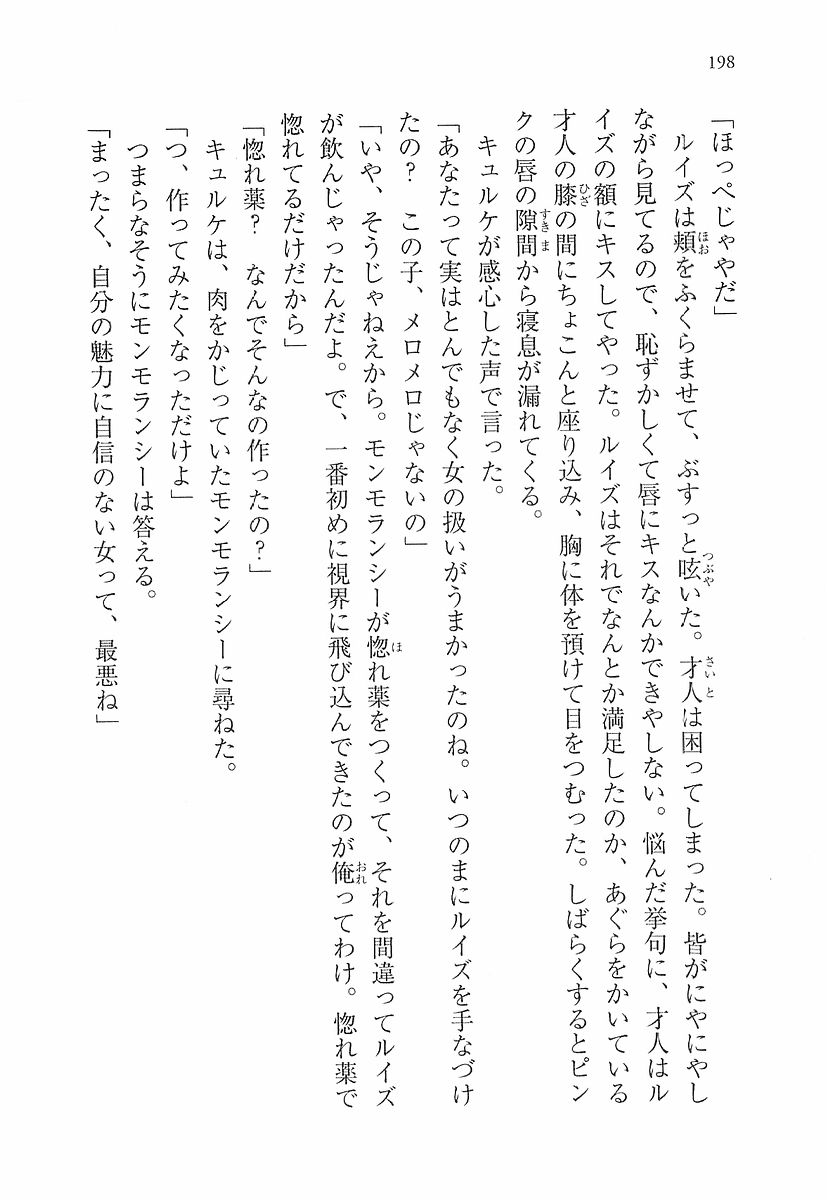 198
「ほっぺじゃやだ」
　ルイズは頬をふくらませて、ぶすっと呟いた。才人は困ってしまった。皆がにやにやし
ながら見てるので、恥ずかしくて唇にキスなんかできやしない。悩んだ挙句に、才人はル
イズの額にキスしてやった。ルイズはそれでなんとか満足したのか、あぐらをかいている
才人の膝の間にちょこんと座り込み、胸に体を預けて目をつむった。しばらくするとピン
クの唇の隙間から寝息が漏れてくる。
　キュルケが感心した声で言った。
「あなたって実はとんでもなく女の扱いがうまかったのね。いつのまにルイズを手なづけ
たの？　この子、メロメロじゃないの」
「いや、そうじゃねえから。モンモランシーが惚れ薬をつくって、それを間違ってルイズ
が飲んじゃったんだよ。で、一番初めに視界に飛び込んできたのが俺ってわけ。惚れ薬で
惚れてるだけだから」
「惚れ薬？　なんでそんなの作ったの？」
　キュルケは、肉をかじっていたモンモランシーに尋ねた。
「つ、作ってみたくなっただけよ」
　つまらなそうにモンモランシーは答える。
「まったく、自分の魅力に自信のない女って、最悪ね」